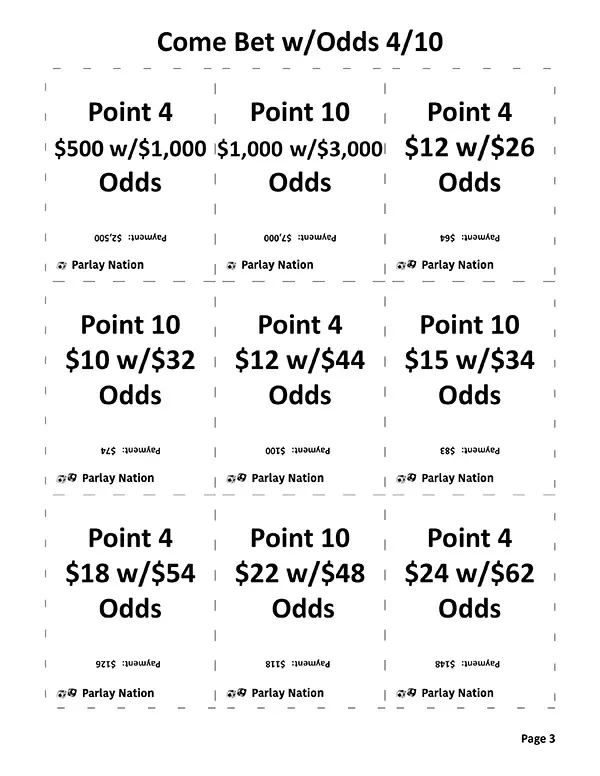 Come Bet w/Odds 4/10
Point 4
$500 w/$1,000
Odds
Payment: $2,500
Parlay Nation
Point 10
$1,000 w/$3,000
Odds
Payment: $7,000
Parlay Nation
Point 4
$12 w/$26
Odds
Payment: $64
Parlay Nation
Point 10
$10 w/$32
Odds
Payment: $74
Parlay Nation
Point 4
$12 w/$44
Odds
Payment: $100
Parlay Nation
Point 10
$15 w/$34
Odds
Payment: $83
Parlay Nation
Point 4
$18 w/$54
Odds
Payment: $126
Parlay Nation
Point 10
$22 w/$48
Odds
Payment: $118
Parlay Nation
Point 4
$24 w/$62
Odds
Payment: $148
Parlay Nation
Page 3